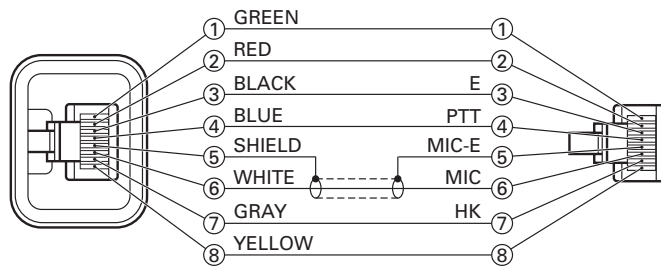 ① GREEN ①
② RED ②
③ BLACK E ③
④ BLUE PTT ④
⑤ SHIELD MIC-E ⑤
⑥ WHITE MIC ⑥
⑦ GRAY HK ⑦
⑧ YELLOW ⑧